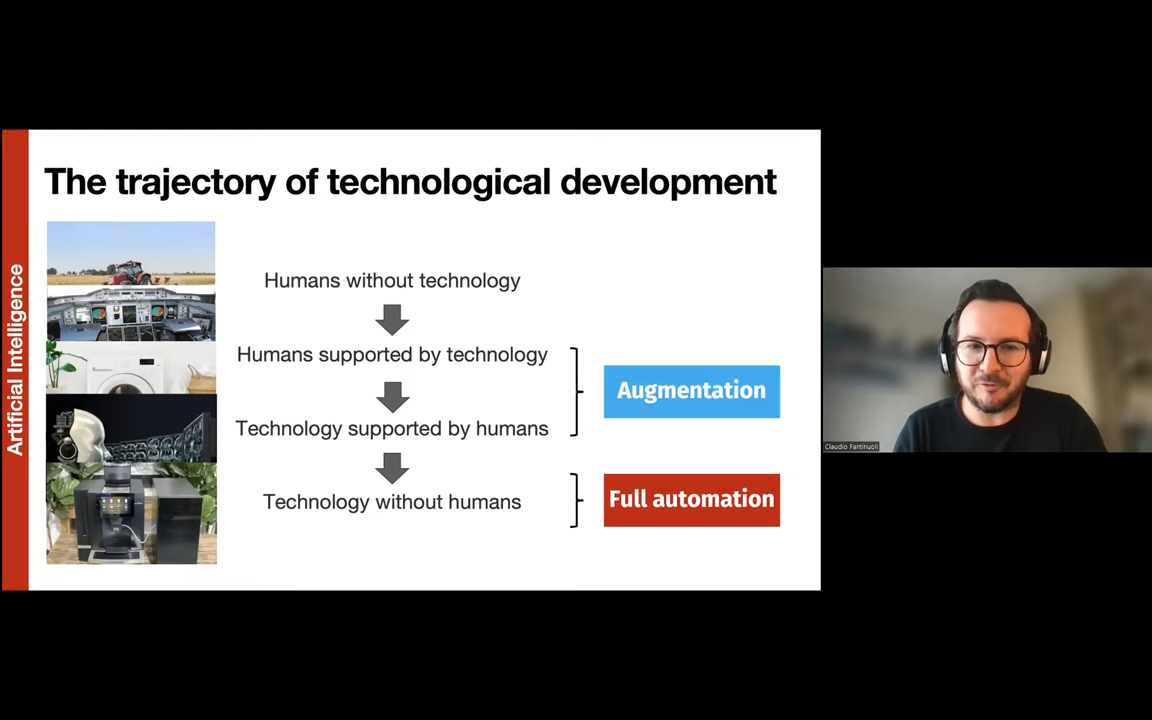 The trajectory of technological development
Artificial Intelligence
Humans without technology
Humans supported by technology
Technology supported by humans
Technology without humans
Augmentation
Full automation
Claudio Fantinuoli